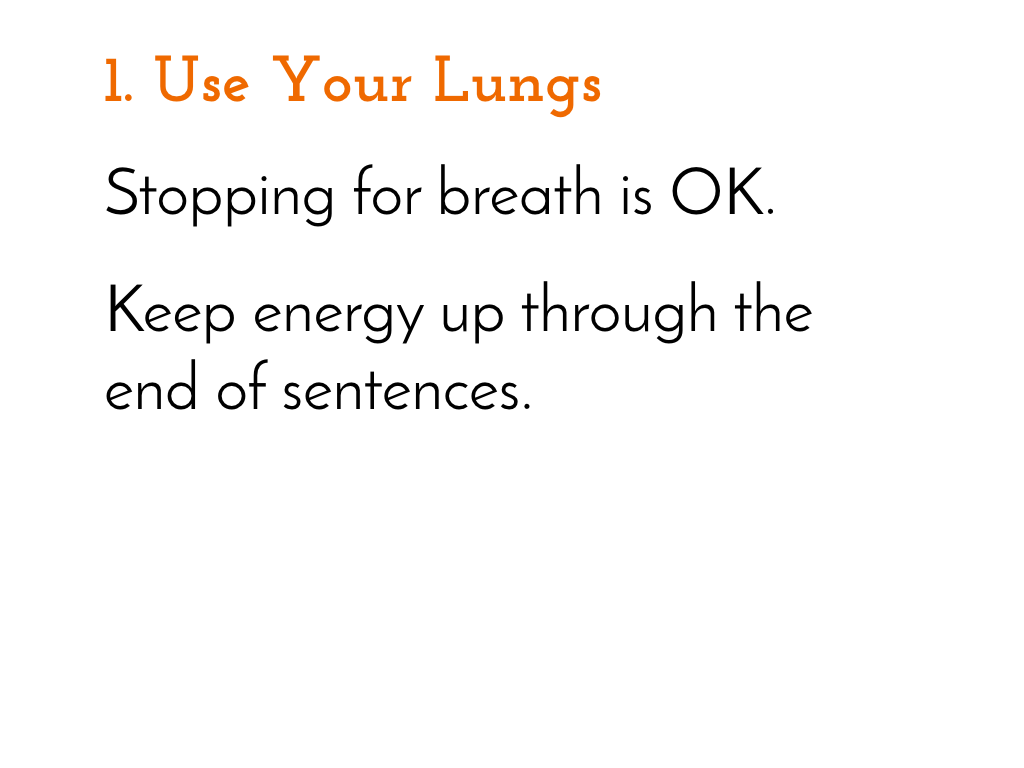 1. Use Your Lungs
Stopping for breath is OK.
Keep energy up through the
end of sentences.